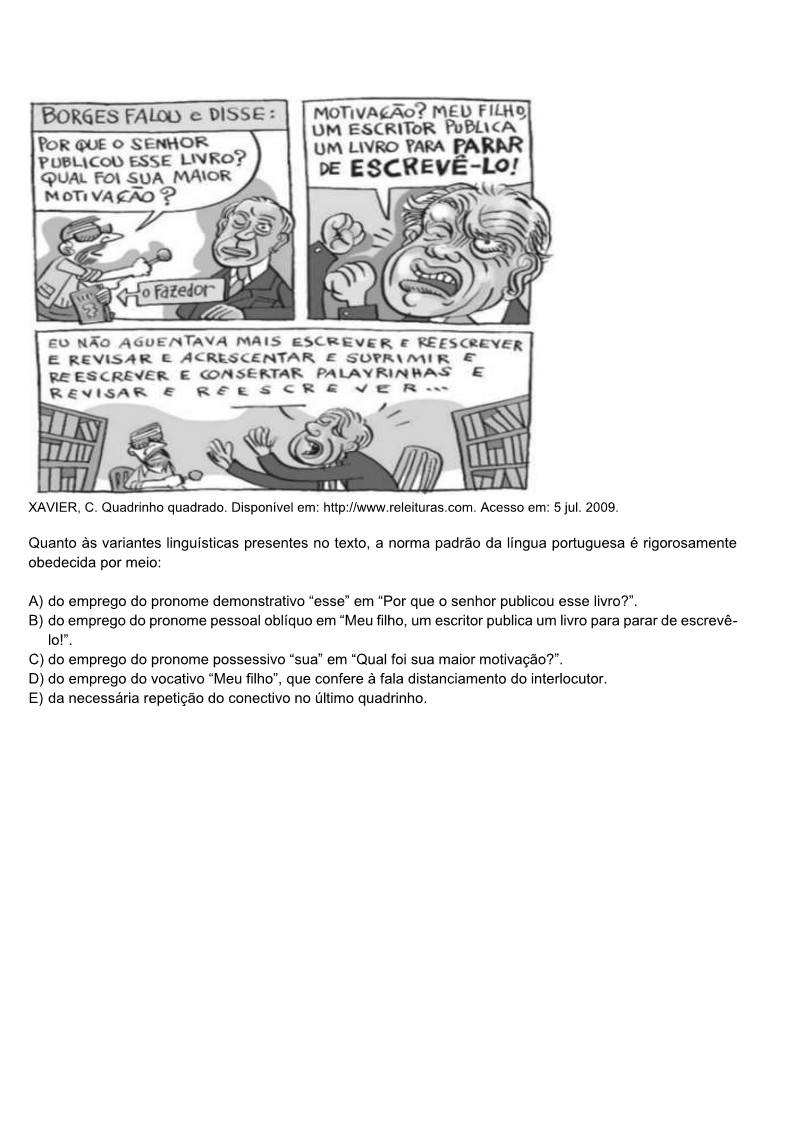 BORGES FALOU e DISSE:
POR QUE O SENHOR
PUBLICOU ESSE LIVRO?
QUAL FOI SUA MAIOR
MOTIVAÇÃO?
O Fazedor
MOTIVAÇÃO? MEU FILHO,
UM ESCRITOR PUBLICA
UM LIVRO PARA PARAR
DE ESCREVÊ-LO!
EU NÃO AGUENTAVA MAIS ESCREVER E REESCREVER
E REVISAR E ACRESCENTAR E SUPRIMIR E
REESCREVER E CONSERTAR PALAVRINHAS E
REVISAR E REESCREVER...
XAVIER, C. Quadrinho quadrado. Disponível em: http://www.releituras.com. Acesso em: 5 jul. 2009.
Quanto às variantes linguísticas presentes no texto, a norma padrão da língua portuguesa é rigorosamente
obedecida por meio:
A) do emprego do pronome demonstrativo “esse” em “Por que o senhor publicou esse livro?”.
B) do emprego do pronome pessoal oblíquo em “Meu filho, um escritor publica um livro para parar de escrevê-
lo!”.
C) do emprego do pronome possessivo “sua” em “Qual foi sua maior motivação?”.
D) do emprego do vocativo “Meu filho”, que confere à fala distanciamento do interlocutor.
E) da necessária repetição do conectivo no último quadrinho.